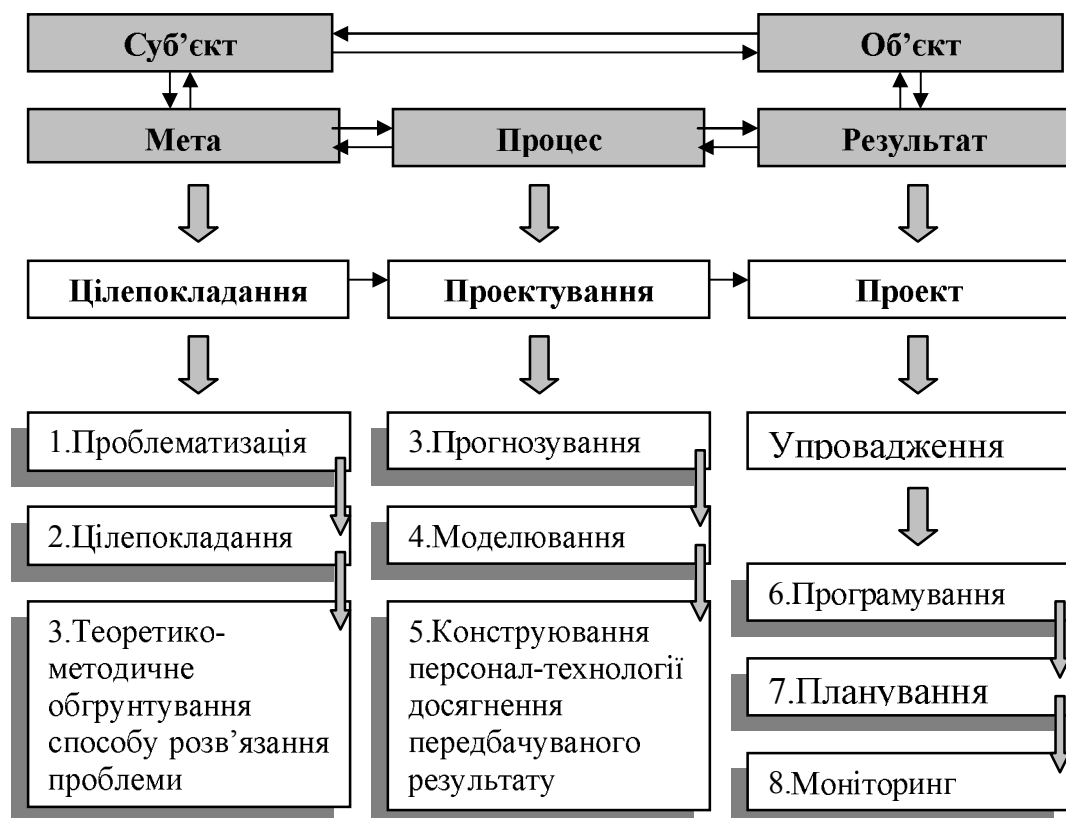 Суб’єкт
Об’єкт
Мета
Процес
Результат
Цілепокладання
Проектування
Проект
1.Проблематизація
2.Цілепокладання
3.Теоретико-
методичне
обгрунтування
способу розв’язання
проблеми
3.Прогнозування
4.Моделювання
5.Конструювання
персонал-технології
досягнення
передбачуваного
результату
Упровадження
6.Програмування
7.Планування
8.Моніторинг